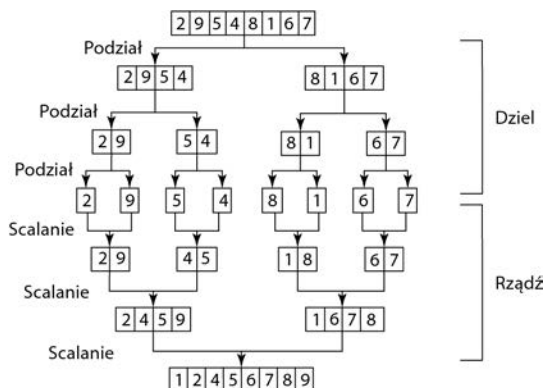 2 9 5 4 8 1 6 7
Podział
2 9 5 4 8 1 6 7
Dziel
Podział
2 9 5 4 8 1 6 7
Podział
2 9 5 4 8 1 6 7
Scalanie
2 9 4 5 1 8 6 7
Rządź
Scalanie
2 4 5 9 1 6 7 8
Scalanie
1 2 4 5 6 7 8 9